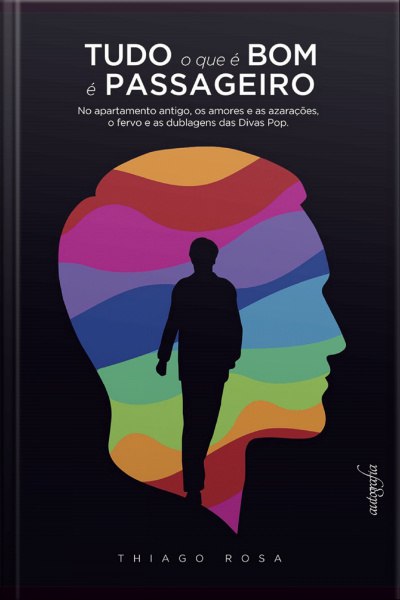 TUDO o que é BOM
é PASSAGEIRO
No apartamento antigo, os amores e as azarações,
o fervo e as dublagens das Divas Pop.
autografia
THIAGO ROSA